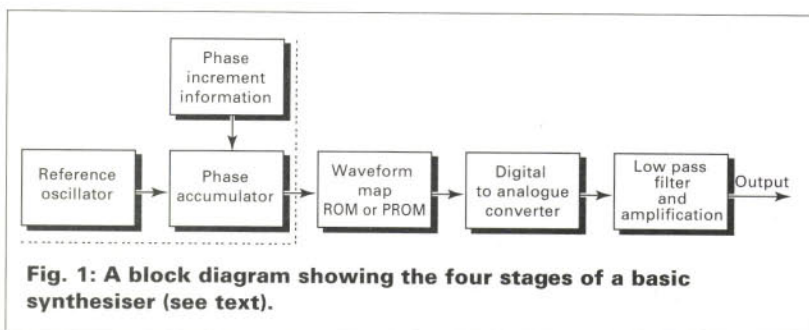 Phase
increment
information
Reference
oscillator
Phase
accumulator
Waveform
map
ROM or PROM
Digital
to analogue
converter
Low pass
filter
and
amplification
Output
Fig. 1: A block diagram showing the four stages of a basic
synthesiser (see text).